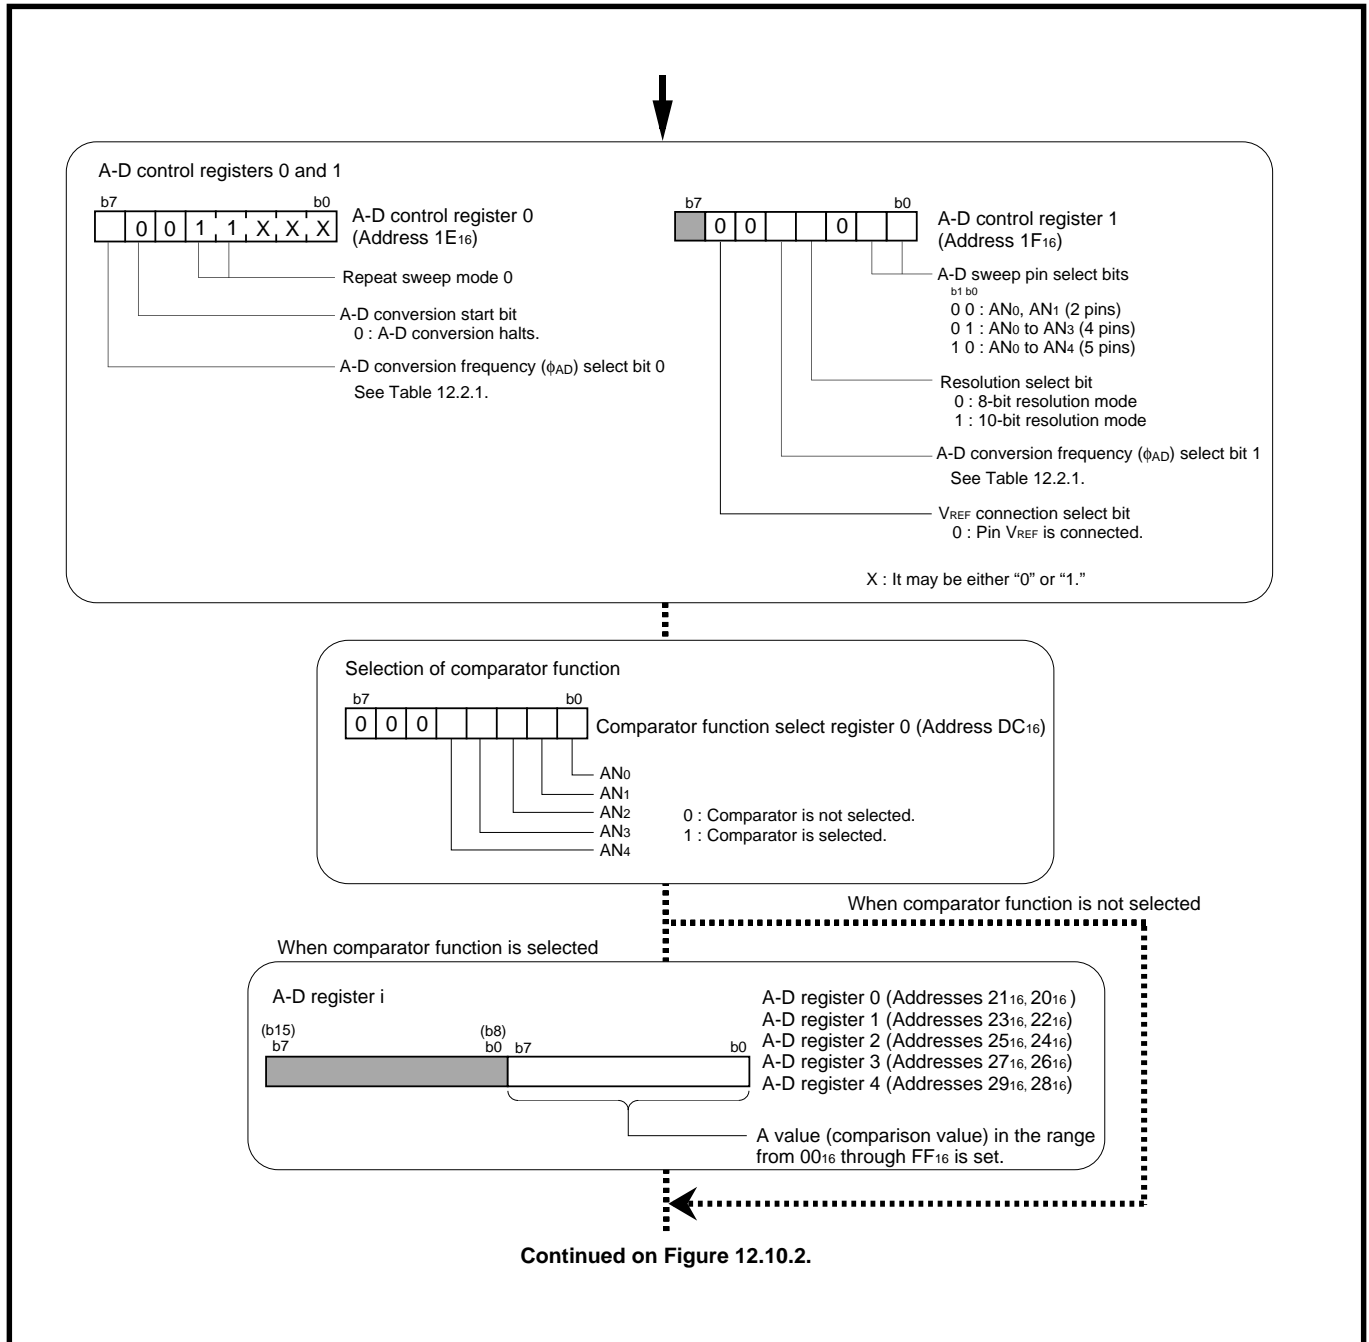 A-D control registers 0 and 1
b7 b0
0 0 1 1 X X X
A-D control register 0
(Address 1E16)
Repeat sweep mode 0
A-D conversion start bit
0 : A-D conversion halts.
A-D conversion frequency (ϕAD) select bit 0
See Table 12.2.1.
b7 b0
0 0 0
A-D control register 1
(Address 1F16)
A-D sweep pin select bits
b1 b0
0 0 : AN0, AN1 (2 pins)
0 1 : AN0 to AN3 (4 pins)
1 0 : AN0 to AN4 (5 pins)
Resolution select bit
0 : 8-bit resolution mode
1 : 10-bit resolution mode
A-D conversion frequency (ϕAD) select bit 1
See Table 12.2.1.
VREF connection select bit
0 : Pin VREF is connected.
X : It may be either “0” or “1.”
Selection of comparator function
b7 b0
0 0 0
Comparator function select register 0 (Address DC16)
AN0
AN1
AN2
AN3
AN4
0 : Comparator is not selected.
1 : Comparator is selected.
When comparator function is not selected
When comparator function is selected
A-D register i
(b15) (b8)
b7 b0 b7 b0
A-D register 0 (Addresses 2116, 2016 )
A-D register 1 (Addresses 2316, 2216)
A-D register 2 (Addresses 2516, 2416)
A-D register 3 (Addresses 2716, 2616)
A-D register 4 (Addresses 2916, 2816)
A value (comparison value) in the range
from 0016 through FF16 is set.
Continued on Figure 12.10.2.